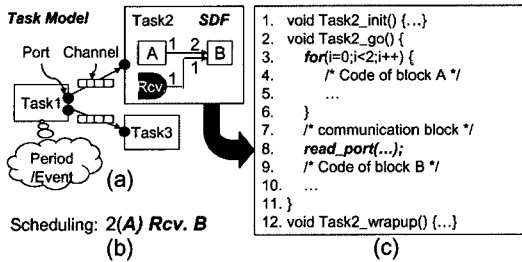 Task Model
Port
Channel
Task2 SDF
A 1 2 B
1
Rcv. 1
Task1
Task3
Period
/Event
(a)
Scheduling: 2(A) Rcv. B
(b)
1. void Task2_init() {…}
2. void Task2_go() {
3. for(i=0;i<2;i++) {
4. /* Code of block A */
5. …
6. }
7. /* communication block */
8. read_port(…);
9. /* Code of block B */
10. …
11. }
12. void Task2_wrapup() {…}
(c)